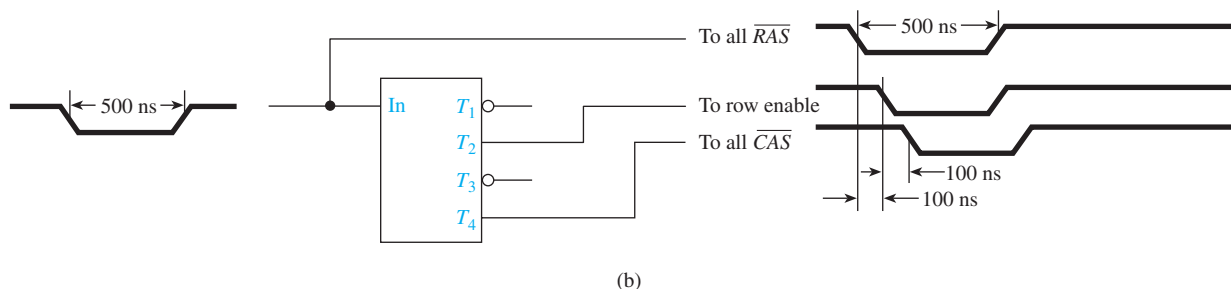 To all RAS
500 ns
500 ns
In
T1
To row enable
T2
To all CAS
T3
100 ns
T4
100 ns
(b)